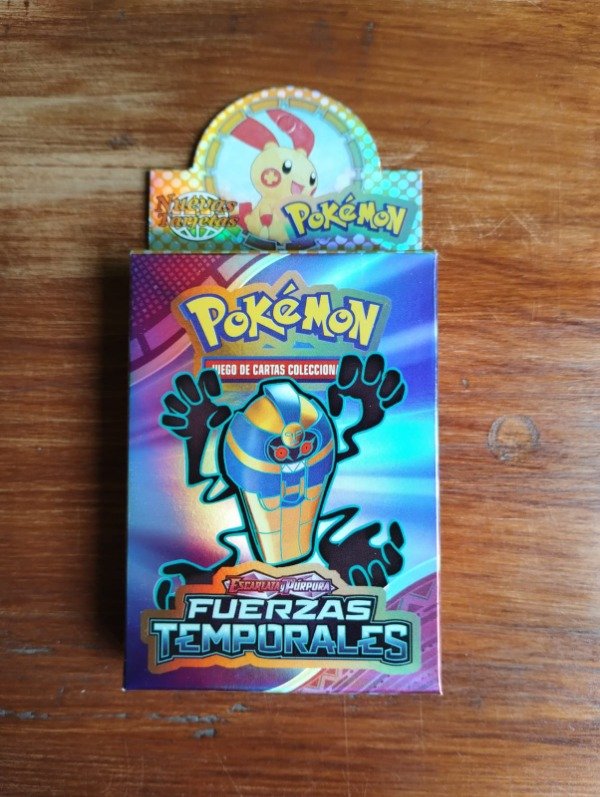 Nuevas
Tarjetas
POKéMON
POKéMON
JUEGO DE CARTAS COLECCION
ESCARLATA Y PÚRPURA
FUERZAS
TEMPORALES